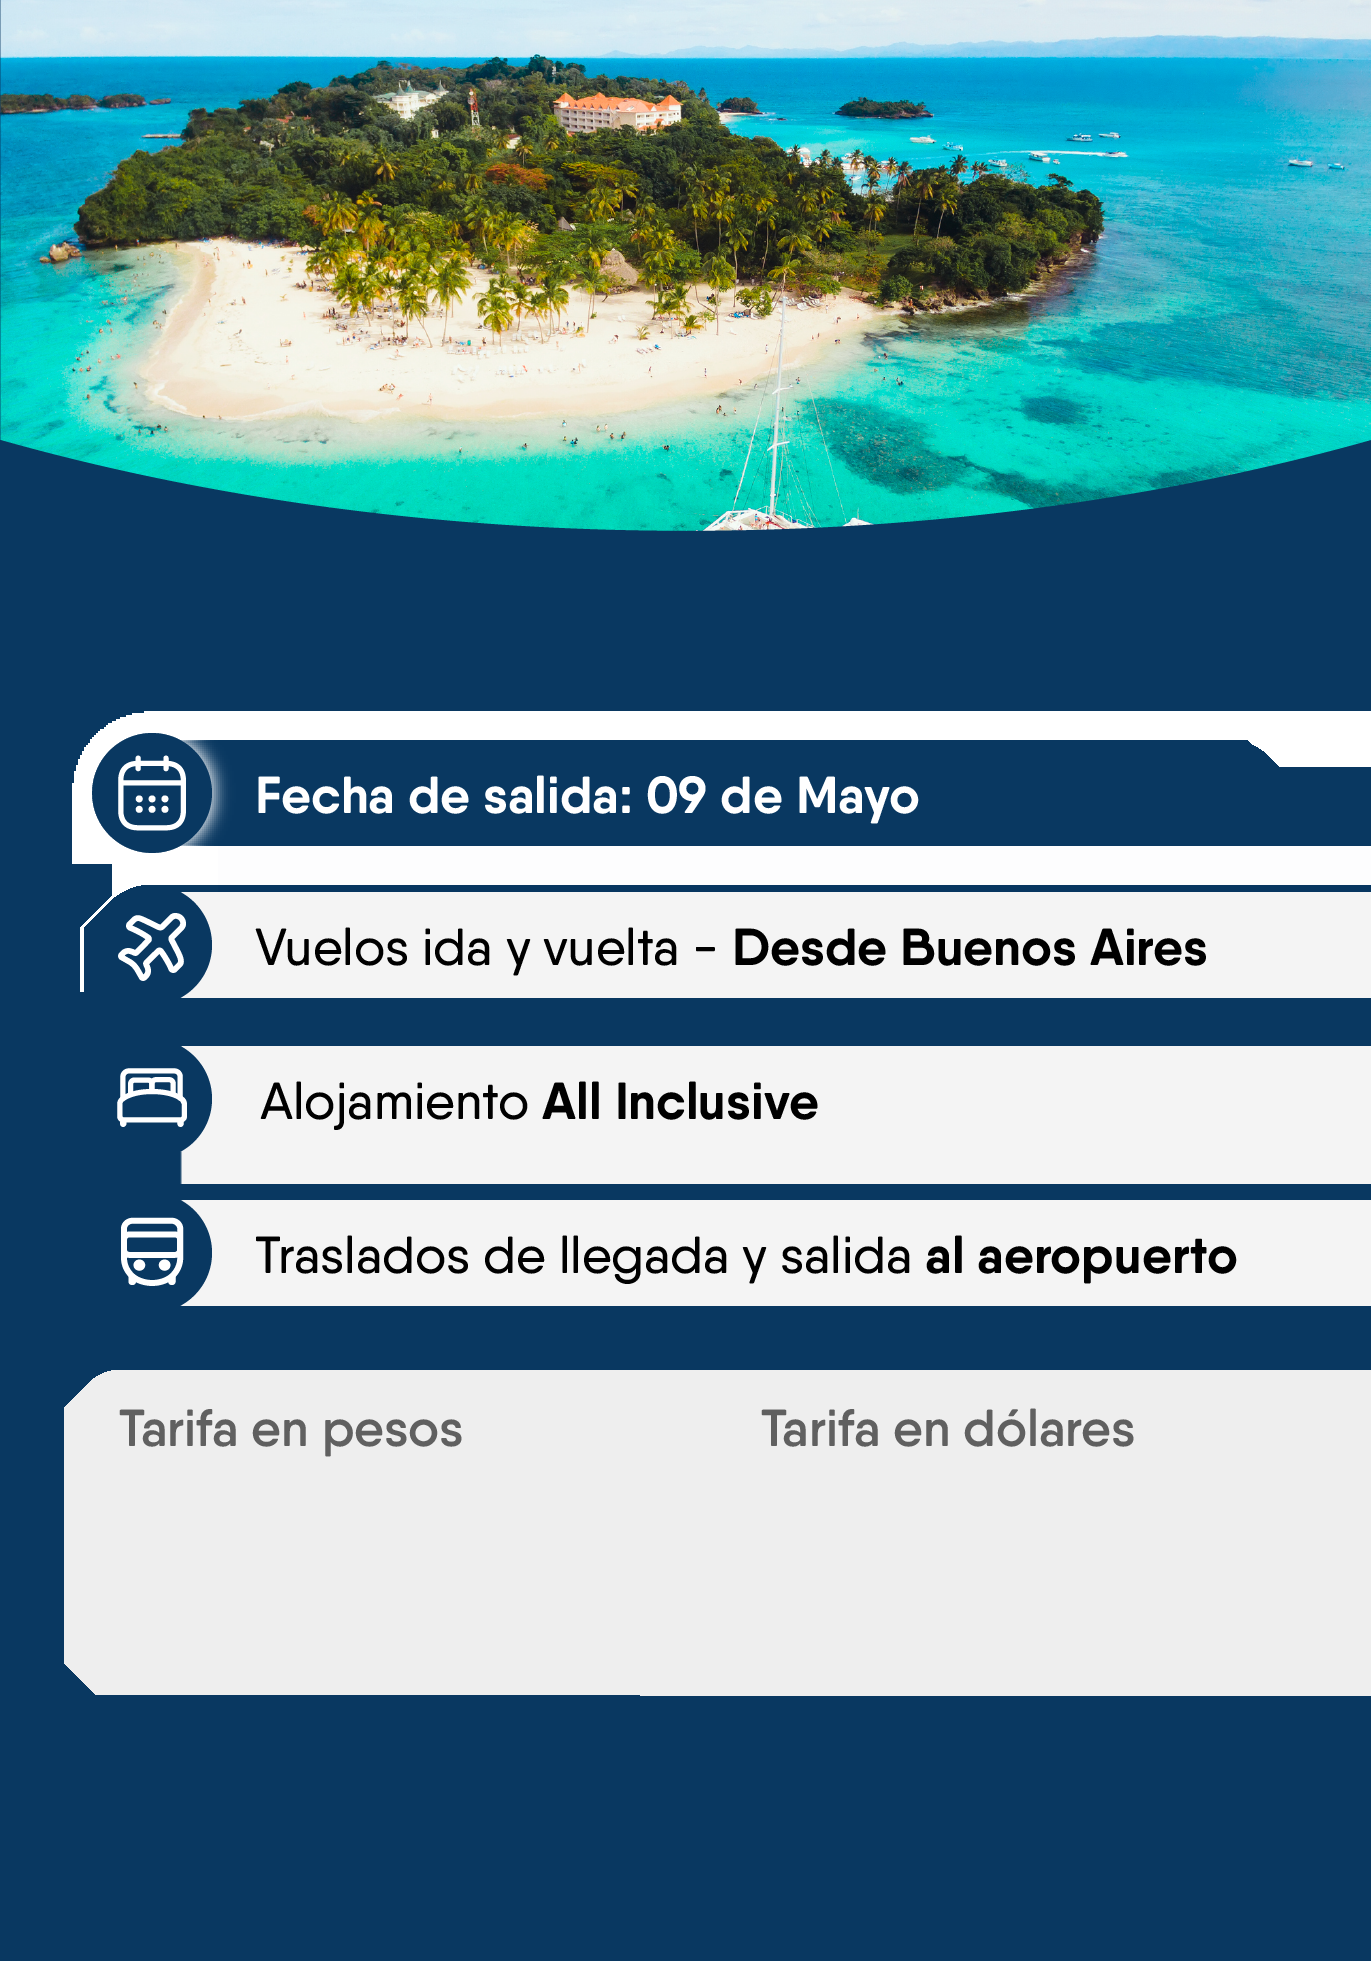 Fecha de salida: 09 de Mayo
Vuelos ida y vuelta - Desde Buenos Aires
Alojamiento All Inclusive
Traslados de llegada y salida al aeropuerto
Tarifa en pesos
Tarifa en dólares